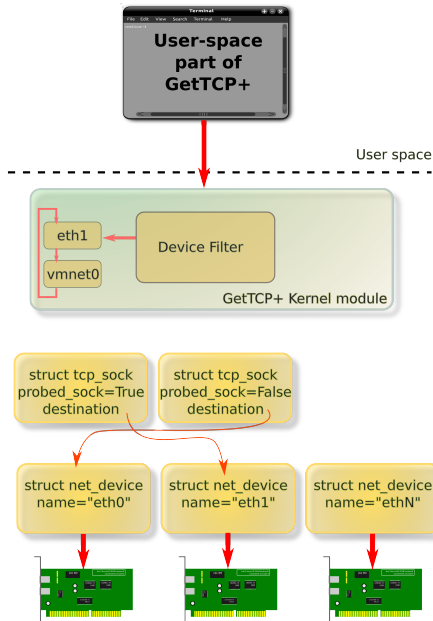 Terminal
File Edit View Search Terminal Help
User-space
part of
GetTCP+
User space
eth1
vmnet0
Device Filter
GetTCP+ Kernel module
struct tcp_sock
probed_sock=True
destination
struct tcp_sock
probed_sock=False
destination
struct net_device
name="eth0"
struct net_device
name="eth1"
struct net_device
name="ethN"